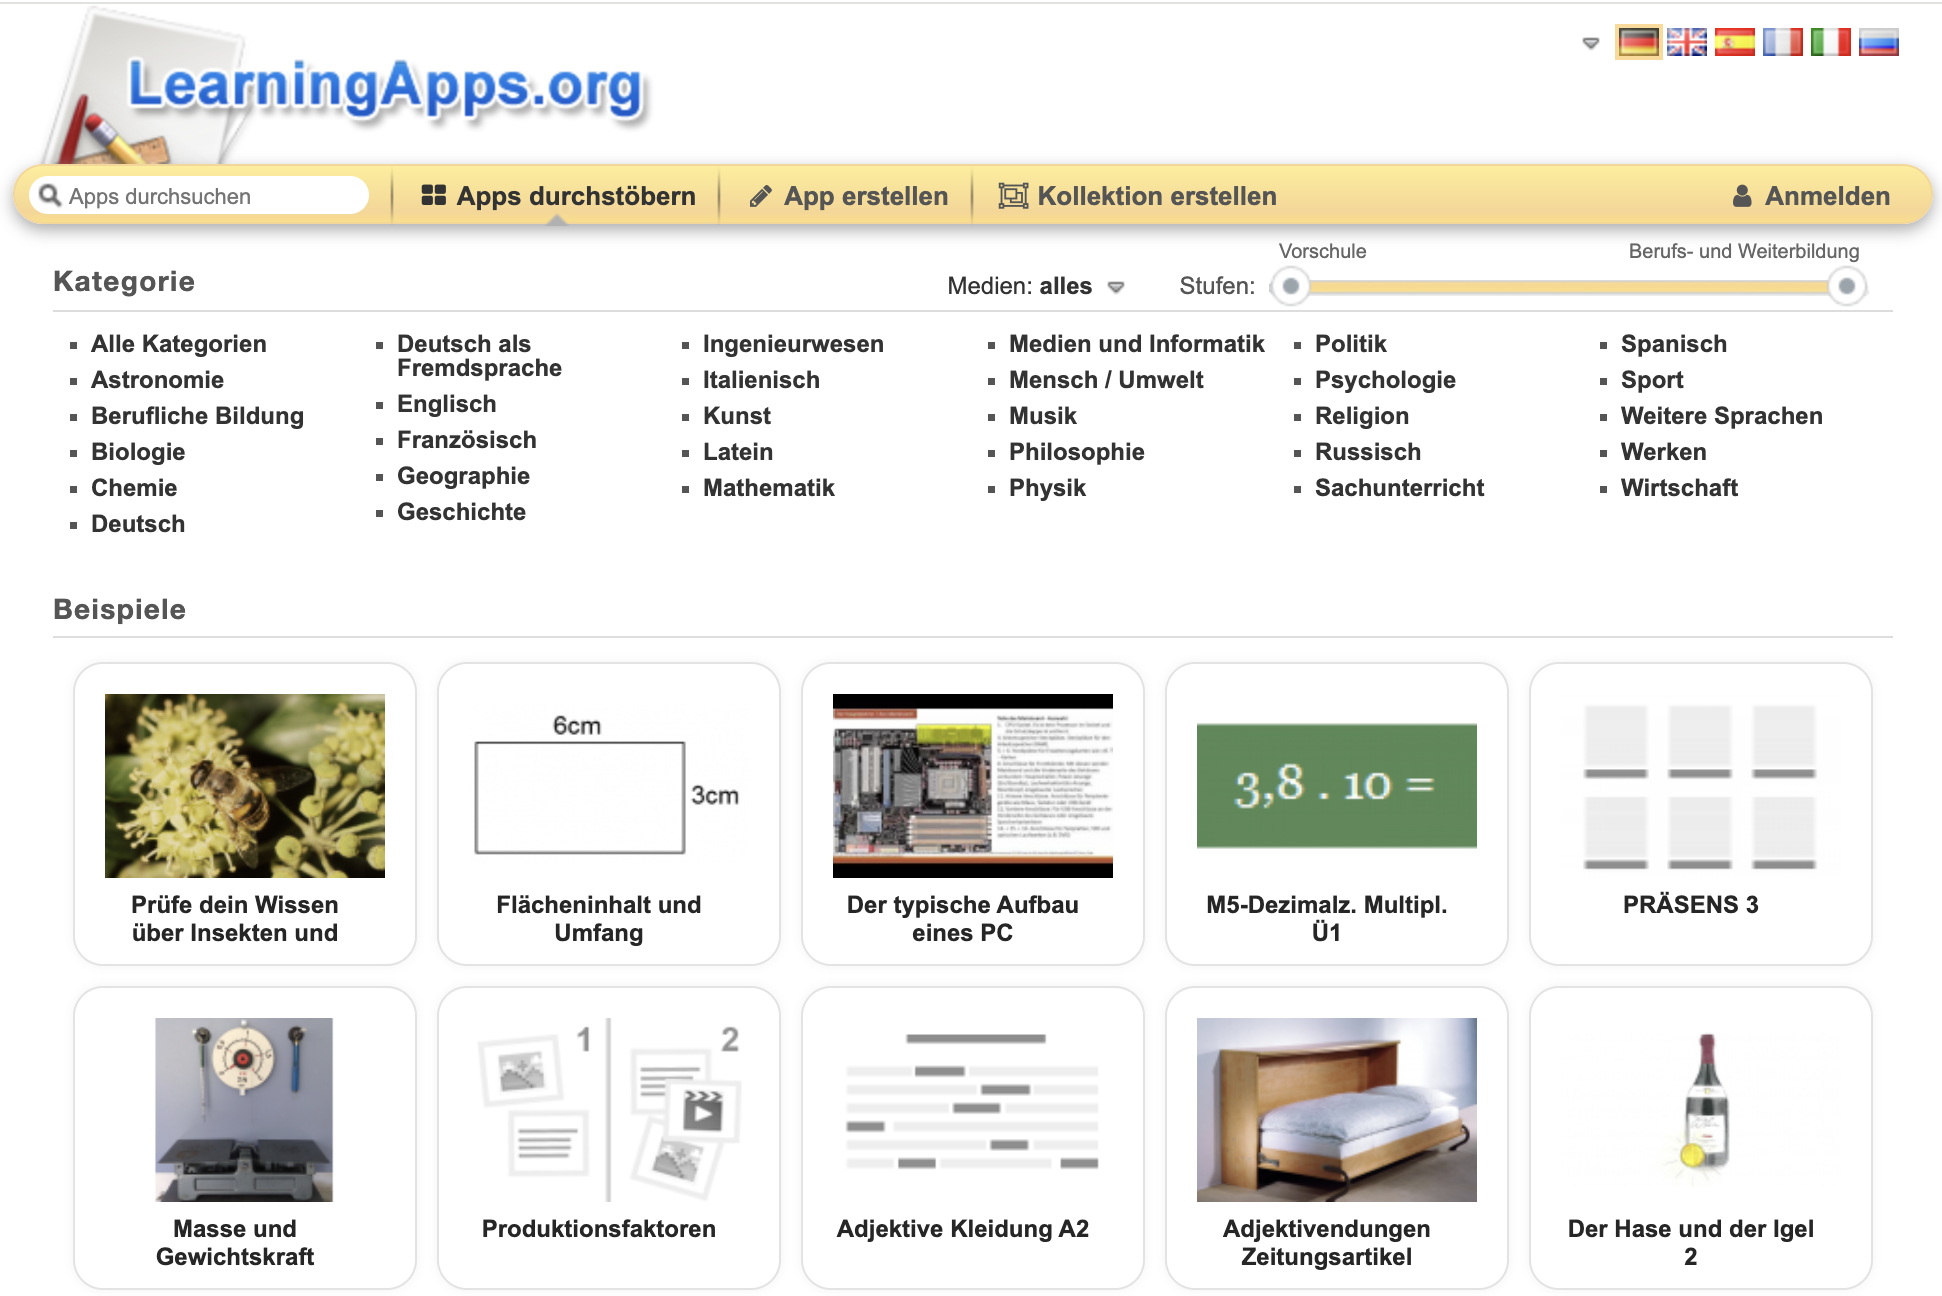 LearningApps.org
Apps durchsuchen
Apps durchstöbern
App erstellen
Kollektion erstellen
Anmelden
Kategorie
Medien: alles
Stufen:
Vorschule
Berufs- und Weiterbildung
Alle Kategorien
Astronomie
Berufliche Bildung
Biologie
Chemie
Deutsch
Deutsch als
Fremdsprache
Englisch
Französisch
Geographie
Geschichte
Ingenieurwesen
Italienisch
Kunst
Latein
Mathematik
Medien und Informatik
Mensch / Umwelt
Musik
Philosophie
Physik
Politik
Psychologie
Religion
Russisch
Sachunterricht
Spanisch
Sport
Weitere Sprachen
Werken
Wirtschaft
Beispiele
Prüfe dein Wissen
über Insekten und
6cm
3cm
Flächeninhalt und
Umfang
Der typische Aufbau
eines PC
3,8 . 10 =
M5-Dezimalz. Multipl.
Ü1
PRÄSENS 3
Masse und
Gewichtskraft
1
2
Produktionsfaktoren
Adjektive Kleidung A2
Adjektivendungen
Zeitungsartikel
Der Hase und der Igel
2